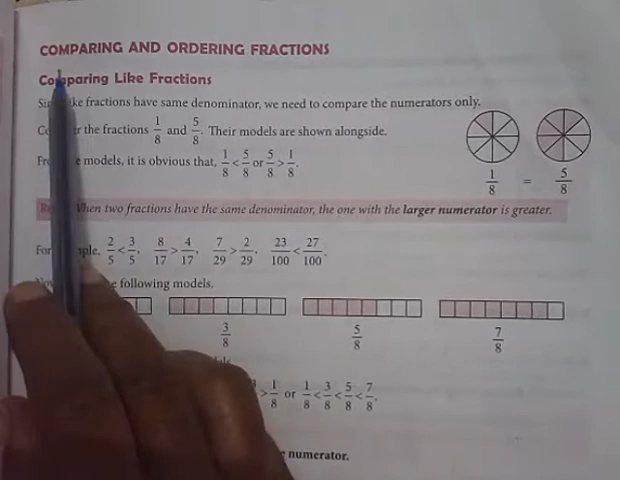 COMPARING AND ORDERING FRACTIONS
Comparing Like Fractions
like fractions have same denominator, we need to compare the numerators only.
the fractions 1/8 and 5/8. Their models are shown alongside.
models, it is obvious that, 1/8 < 5/8 or 5/8 > 1/8.
1/8 = 5/8
When two fractions have the same denominator, the one with the larger numerator is greater.
For 2/5 < 3/5, 8/17 > 4/17, 7/29 > 2/29, 23/100 < 27/100.
following models.
3/8 5/8 7/8
> 1/8 or 1/8 < 3/8 < 5/8 < 7/8.
numerator.